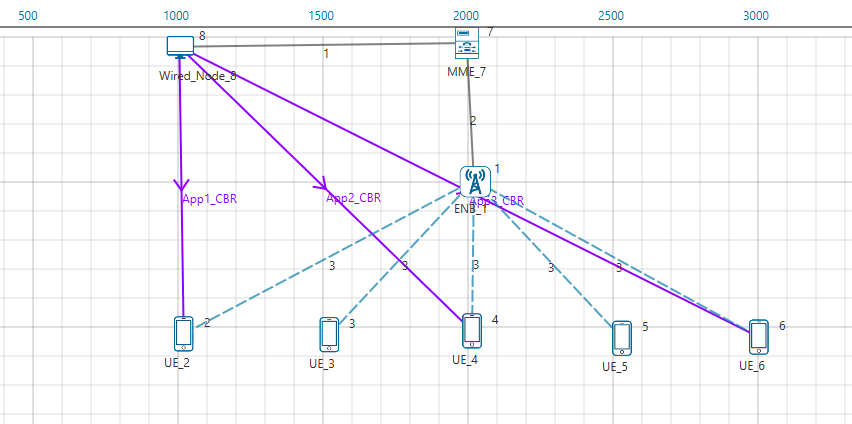 500 1000 1500 2000 2500 3000
8 7
Wired_Node_8 1 MME_7
2
1
App1_CBR App2_CBR App3_CBR
ENB_1
3 3 3 3 3
2 3 4 5 6
UE_2 UE_3 UE_4 UE_5 UE_6